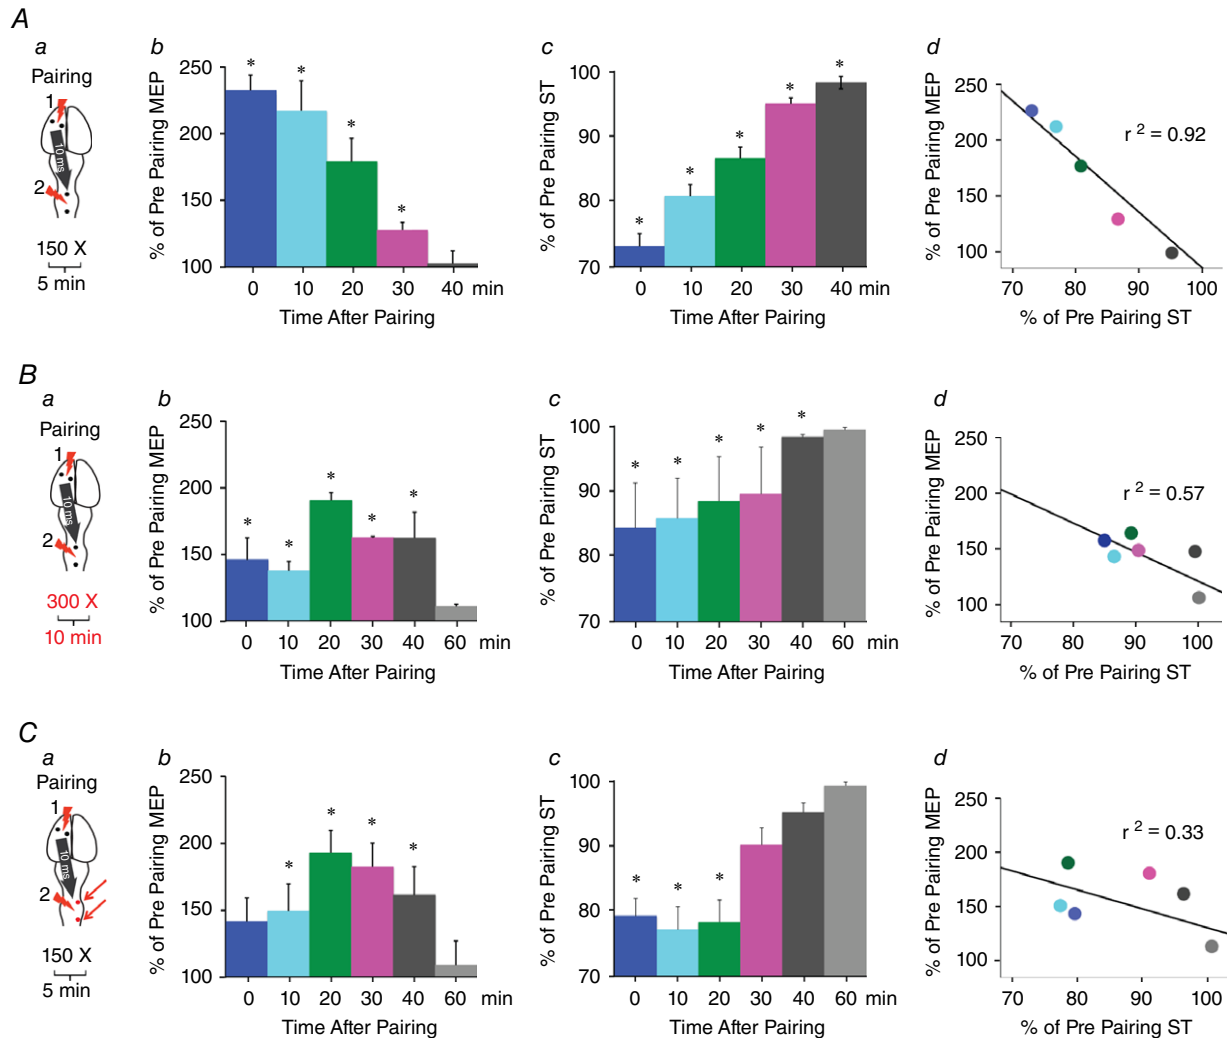 A
a
Pairing
1
10 ms
2
150 X
5 min
b
% of Pre Pairing MEP
250
200
150
100
* * * *
0 10 20 30 40 min
Time After Pairing
c
% of Pre Pairing ST
100
90
80
70
* * * * *
0 10 20 30 40 min
Time After Pairing
d
% of Pre Pairing MEP
250
200
150
100
r² = 0.92
70 80 90 100
% of Pre Pairing ST
B
a
Pairing
1
10 ms
2
300 X
10 min
b
% of Pre Pairing MEP
250
200
150
100
* * * * *
0 10 20 30 40 60 min
Time After Pairing
c
% of Pre Pairing ST
100
90
80
70
* * * * *
0 10 20 30 40 60 min
Time After Pairing
d
% of Pre Pairing MEP
250
200
150
100
r² = 0.57
70 80 90 100
% of Pre Pairing ST
C
a
Pairing
1
10 ms
2
150 X
5 min
b
% of Pre Pairing MEP
250
200
150
100
* * * *
0 10 20 30 40 60 min
Time After Pairing
c
% of Pre Pairing ST
100
90
80
70
* * *
0 10 20 30 40 60 min
Time After Pairing
d
% of Pre Pairing MEP
250
200
150
100
r² = 0.33
70 80 90 100
% of Pre Pairing ST